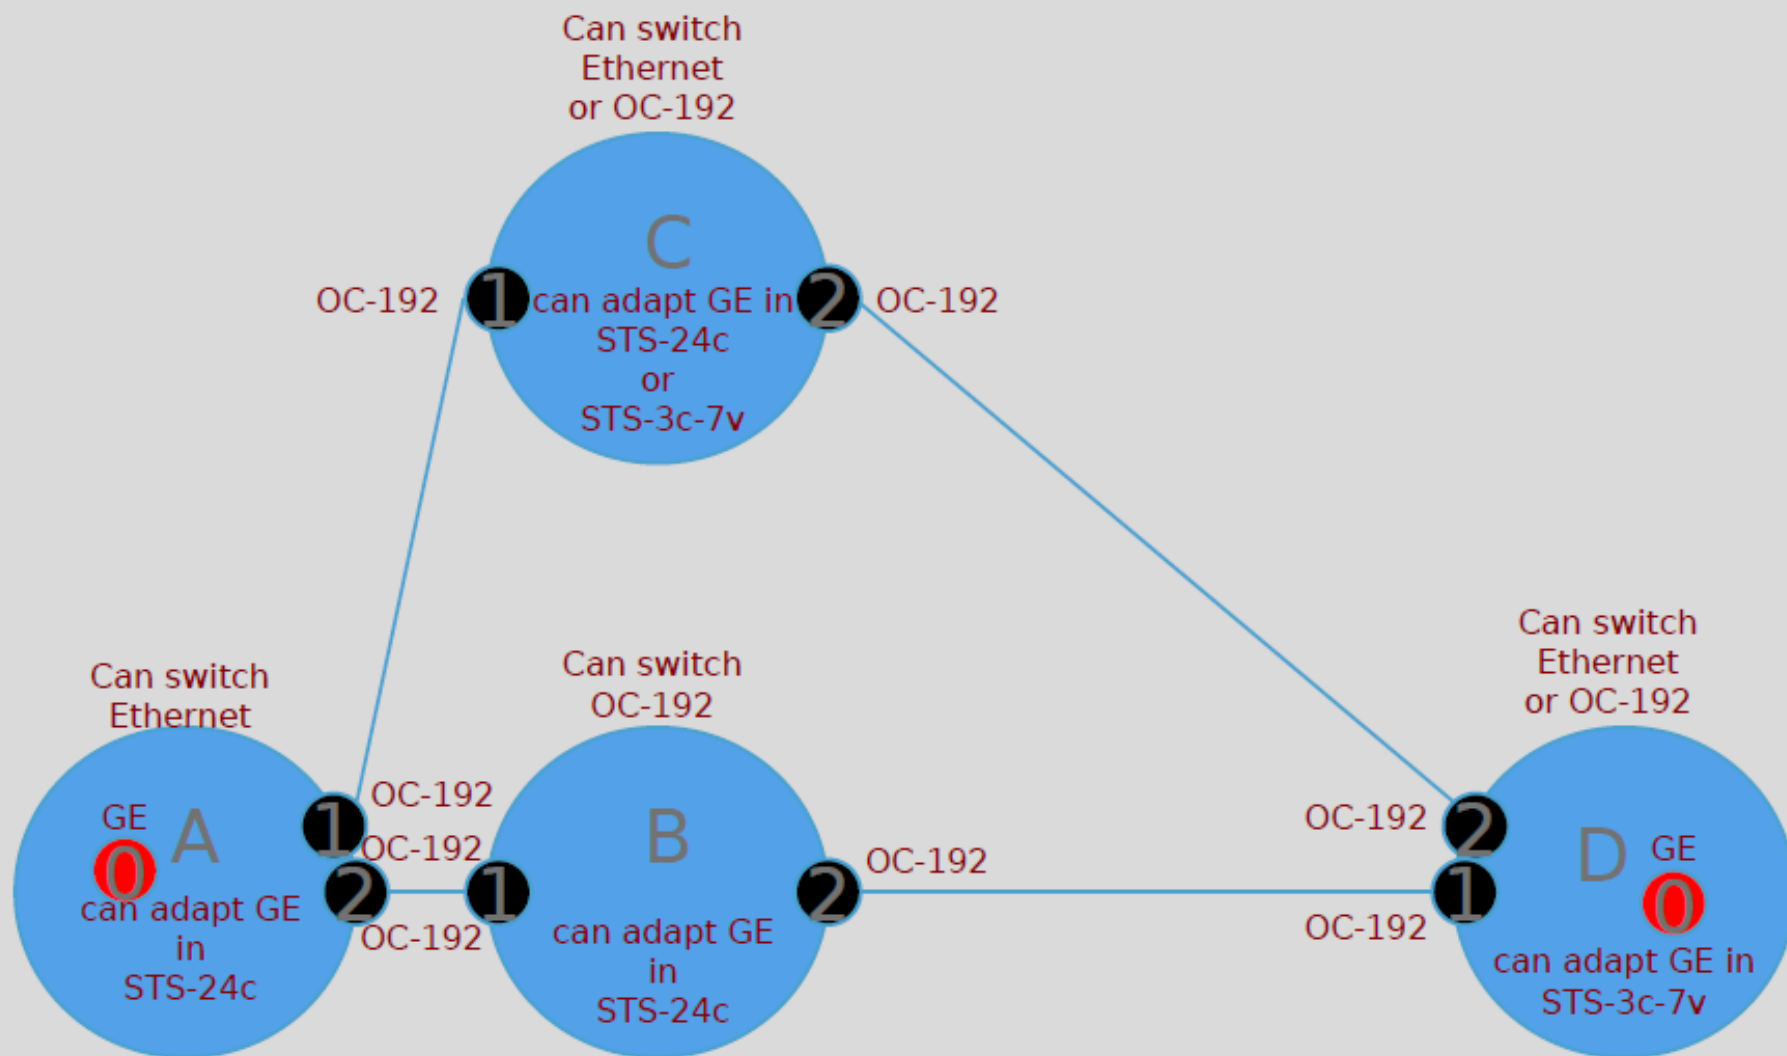 Can switch
Ethernet
or OC-192
C
1
2
OC-192
OC-192
can adapt GE in
STS-24c
or
STS-3c-7v
Can switch
Ethernet
GE
A
0
1
2
OC-192
OC-192
OC-192
can adapt GE
in
STS-24c
Can switch
OC-192
B
1
2
OC-192
can adapt GE
in
STS-24c
Can switch
Ethernet
or OC-192
OC-192
2
1
OC-192
D
GE
0
can adapt GE in
STS-3c-7v